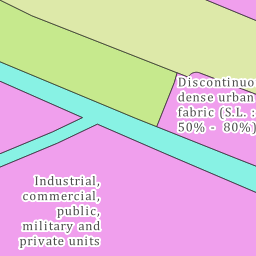 Discontinuo
dense urban
fabric (S.L. :
50% - 80%)
Industrial,
commercial,
public,
military and
private units